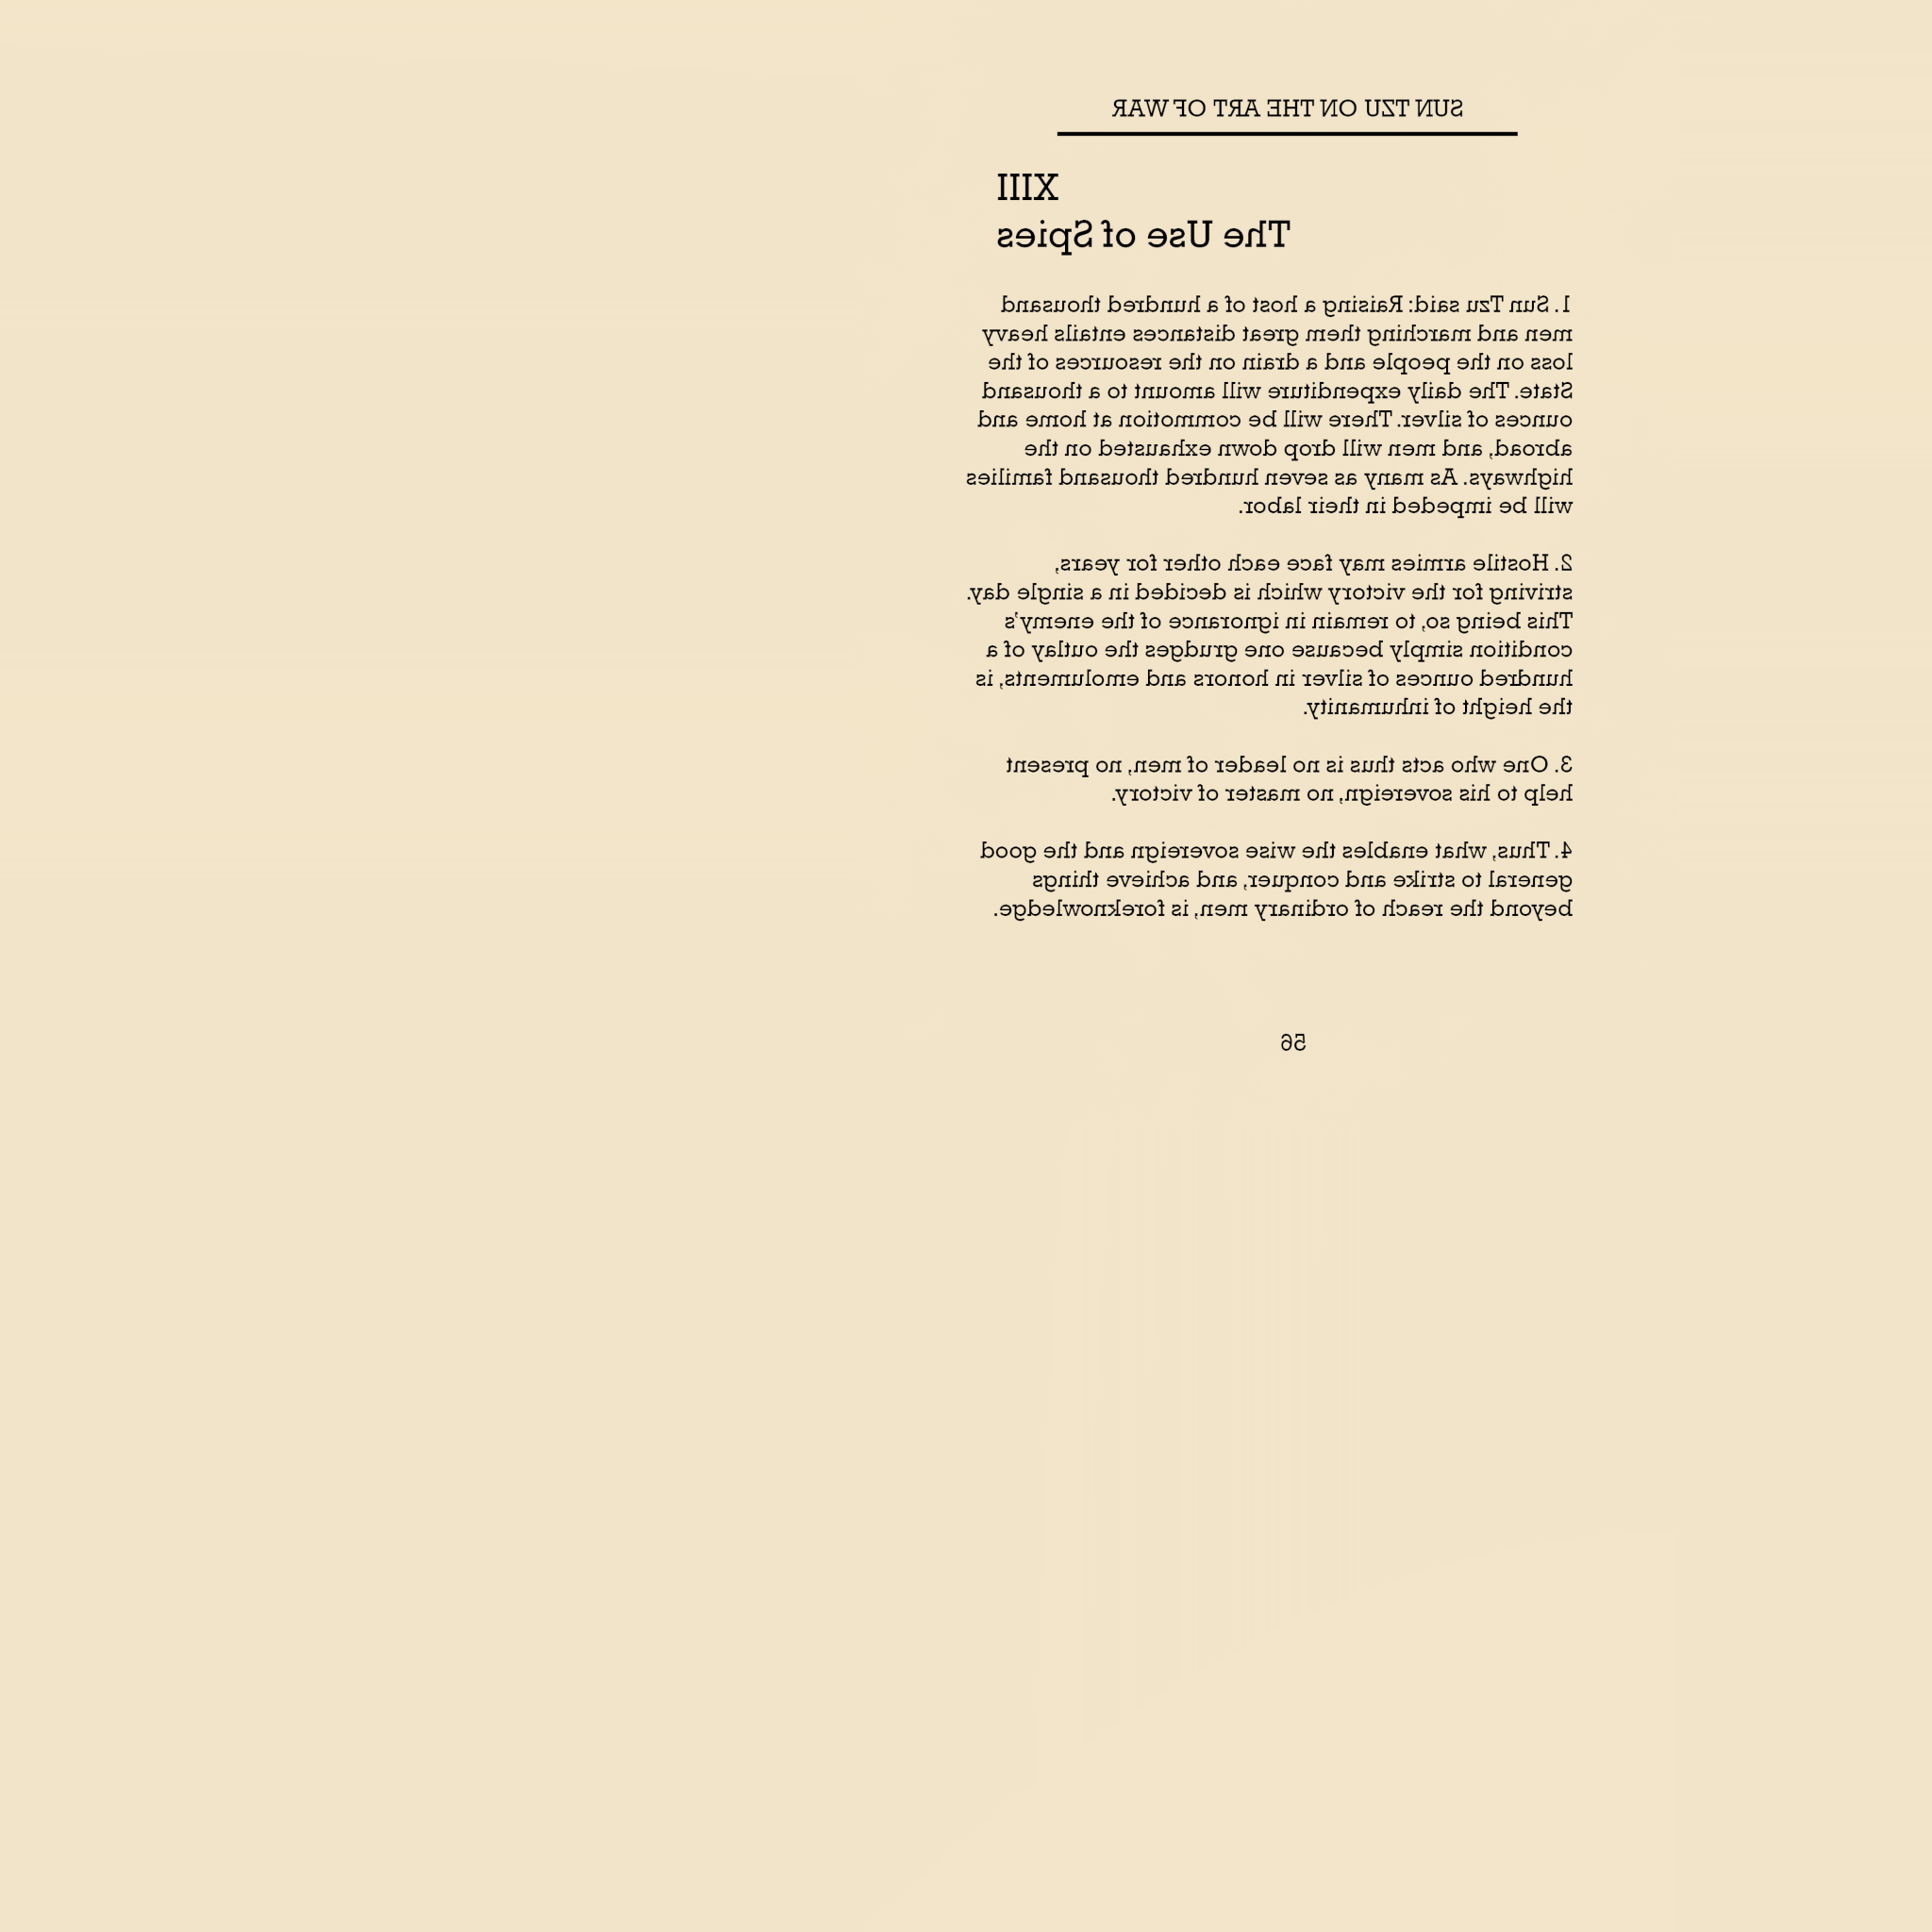 SUN TZU ON THE ART OF WAR
XIII
The Use of Spies
1. Sun Tzu said: Raising a host of a hundred thousand
men and marching them great distances entails heavy
loss on the people and a drain on the resources of the
State. The daily expenditure will amount to a thousand
ounces of silver. There will be commotion at home and
abroad, and men will drop down exhausted on the
highways. As many as seven hundred thousand families
will be impeded in their labor.
2. Hostile armies may face each other for years,
striving for the victory which is decided in a single day.
This being so, to remain in ignorance of the enemy's
condition simply because one grudges the outlay of a
hundred ounces of silver in honors and emoluments, is
the height of inhumanity.
3. One who acts thus is no leader of men, no present
help to his sovereign, no master of victory.
4. Thus, what enables the wise sovereign and the good
general to strike and conquer, and achieve things
beyond the reach of ordinary men, is foreknowledge.
56